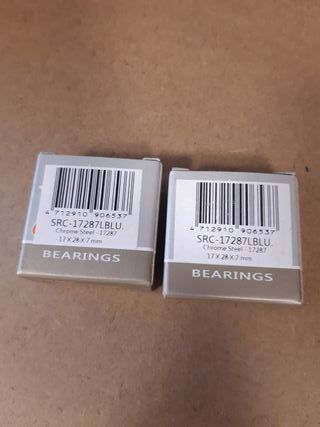 4 712910 906537
SRC-17287LBLU.
Chrome Steel - 17287
17 X 28 X 7 mm
BEARINGS
4 712910 906537
SRC-17287LBLU.
Chrome Steel - 17287
17 X 28 X 7 mm
BEARINGS